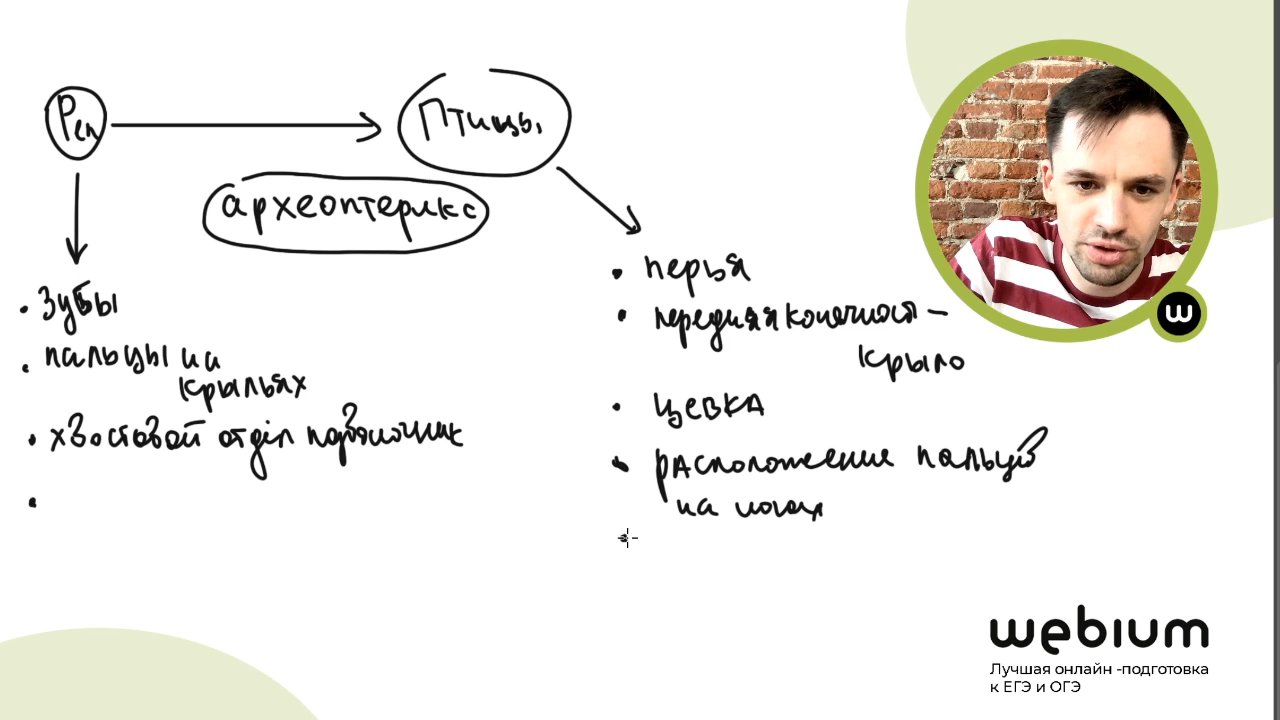 Реп
Птицы
археоптерикс
Зубы
пальцы на
крыльях
хвостовой отдел позвоночник
перья
передняя конечность –
крыло
цевка
расположение пальцев
на ногах
w
webium
Лучшая онлайн -подготовка
к ЕГЭ и ОГЭ